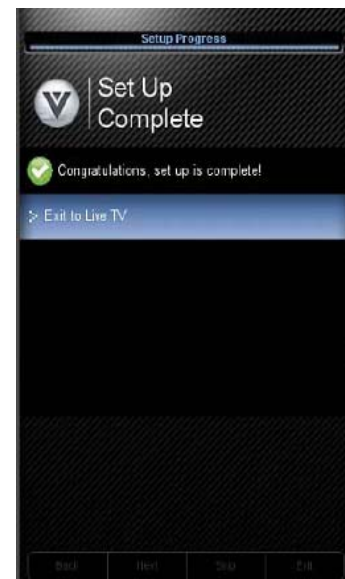 Setup Progress
V
Set Up
Complete
Congratulations, set up is complete!
> Exit to Live TV
Back Next Skip Exit